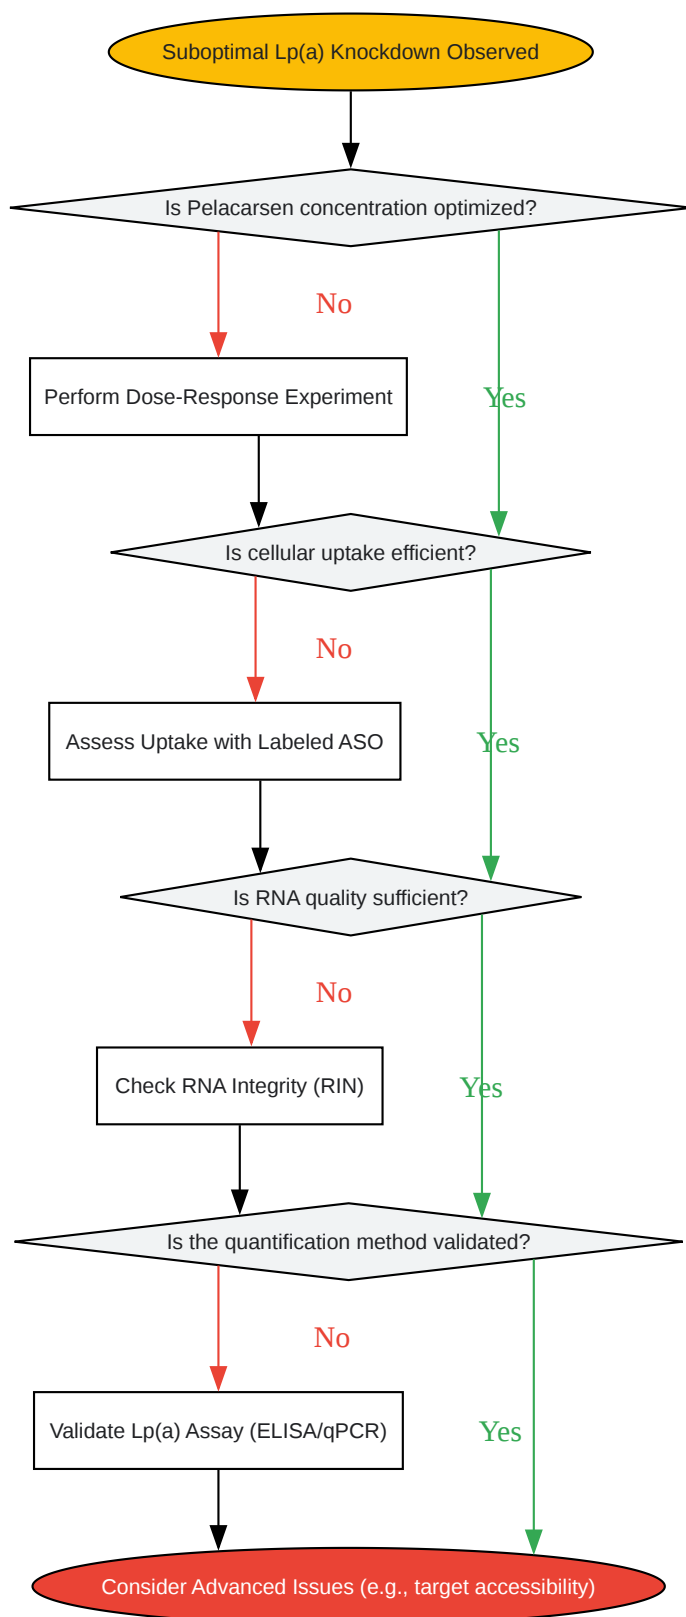 Suboptimal Lp(a) Knockdown Observed
Is Pelacarsen concentration optimized?
No
Perform Dose-Response Experiment
Yes
Is cellular uptake efficient?
No
Assess Uptake with Labeled ASO
Yes
Is RNA quality sufficient?
No
Check RNA Integrity (RIN)
Yes
Is the quantification method validated?
No
Validate Lp(a) Assay (ELISA/qPCR)
Yes
Consider Advanced Issues (e.g., target accessibility)